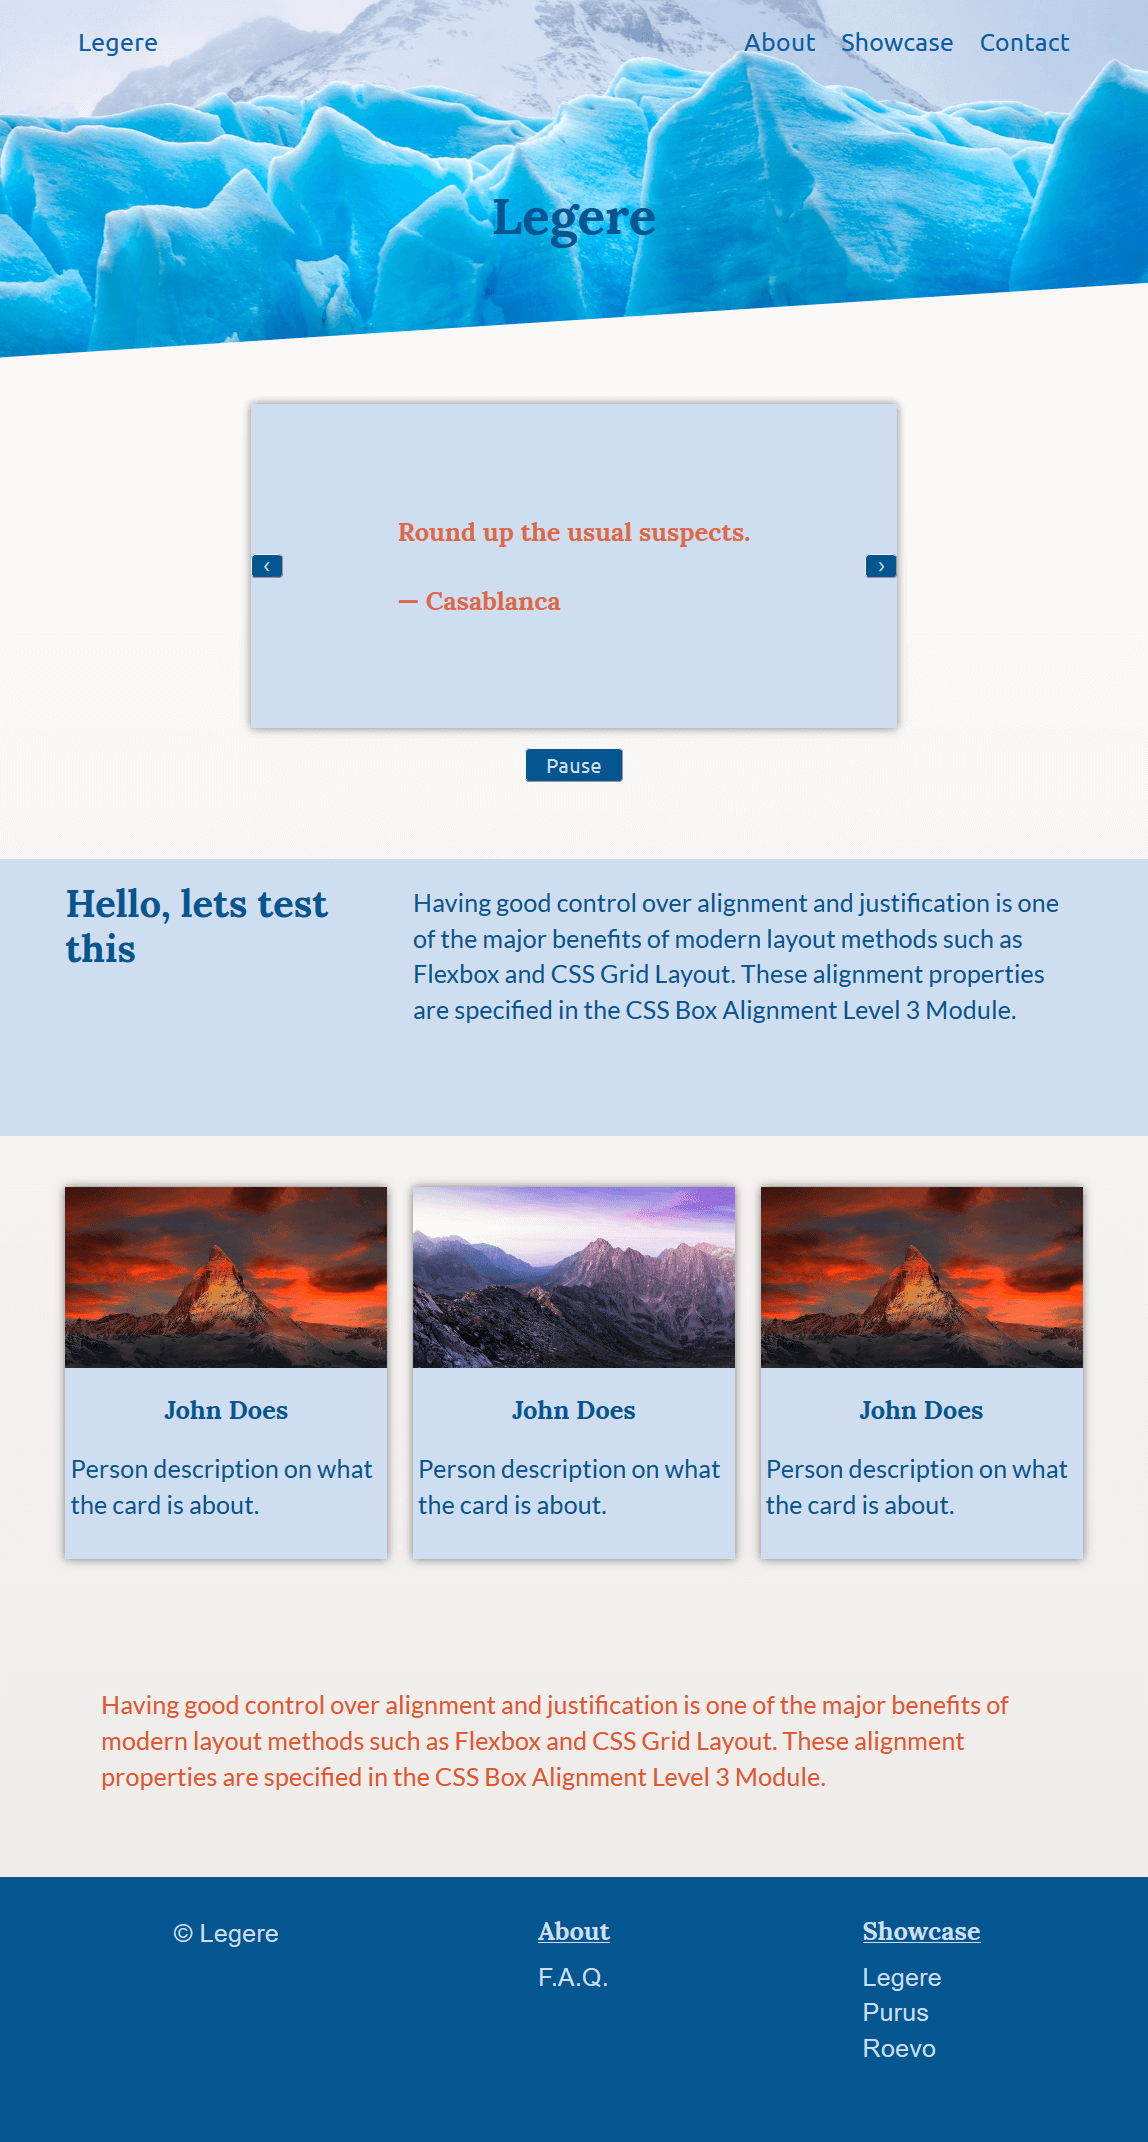 Legere
About Showcase Contact
Legere
Round up the usual suspects.
‹
›
— Casablanca
Pause
Hello, lets test
this
Having good control over alignment and justification is one
of the major benefits of modern layout methods such as
Flexbox and CSS Grid Layout. These alignment properties
are specified in the CSS Box Alignment Level 3 Module.
John Does
Person description on what
the card is about.
John Does
Person description on what
the card is about.
John Does
Person description on what
the card is about.
Having good control over alignment and justification is one of the major benefits of
modern layout methods such as Flexbox and CSS Grid Layout. These alignment
properties are specified in the CSS Box Alignment Level 3 Module.
© Legere
About
F.A.Q.
Showcase
Legere
Purus
Roevo